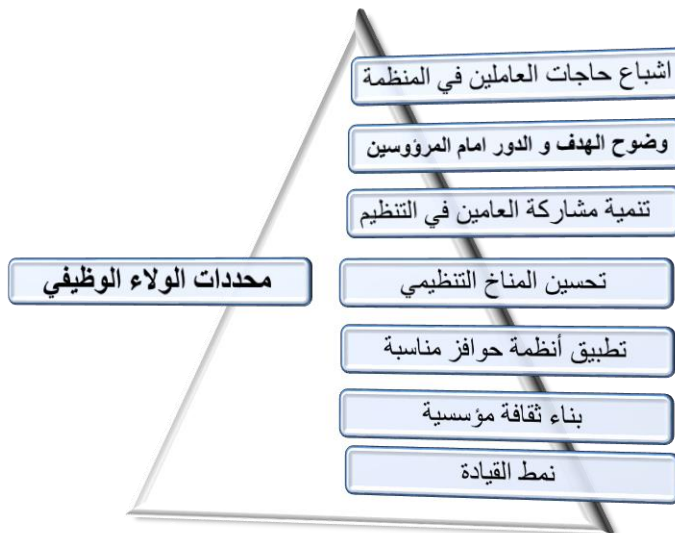 اشباع حاجات العاملين في المنظمة
وضوح الهدف و الدور امام المرؤوسين
تنمية مشاركة العامين في التنظيم
محددات الولاء الوظيفي
تحسين المناخ التنظيمي
تطبيق أنظمة حوافز مناسبة
بناء ثقافة مؤسسية
نمط القيادة